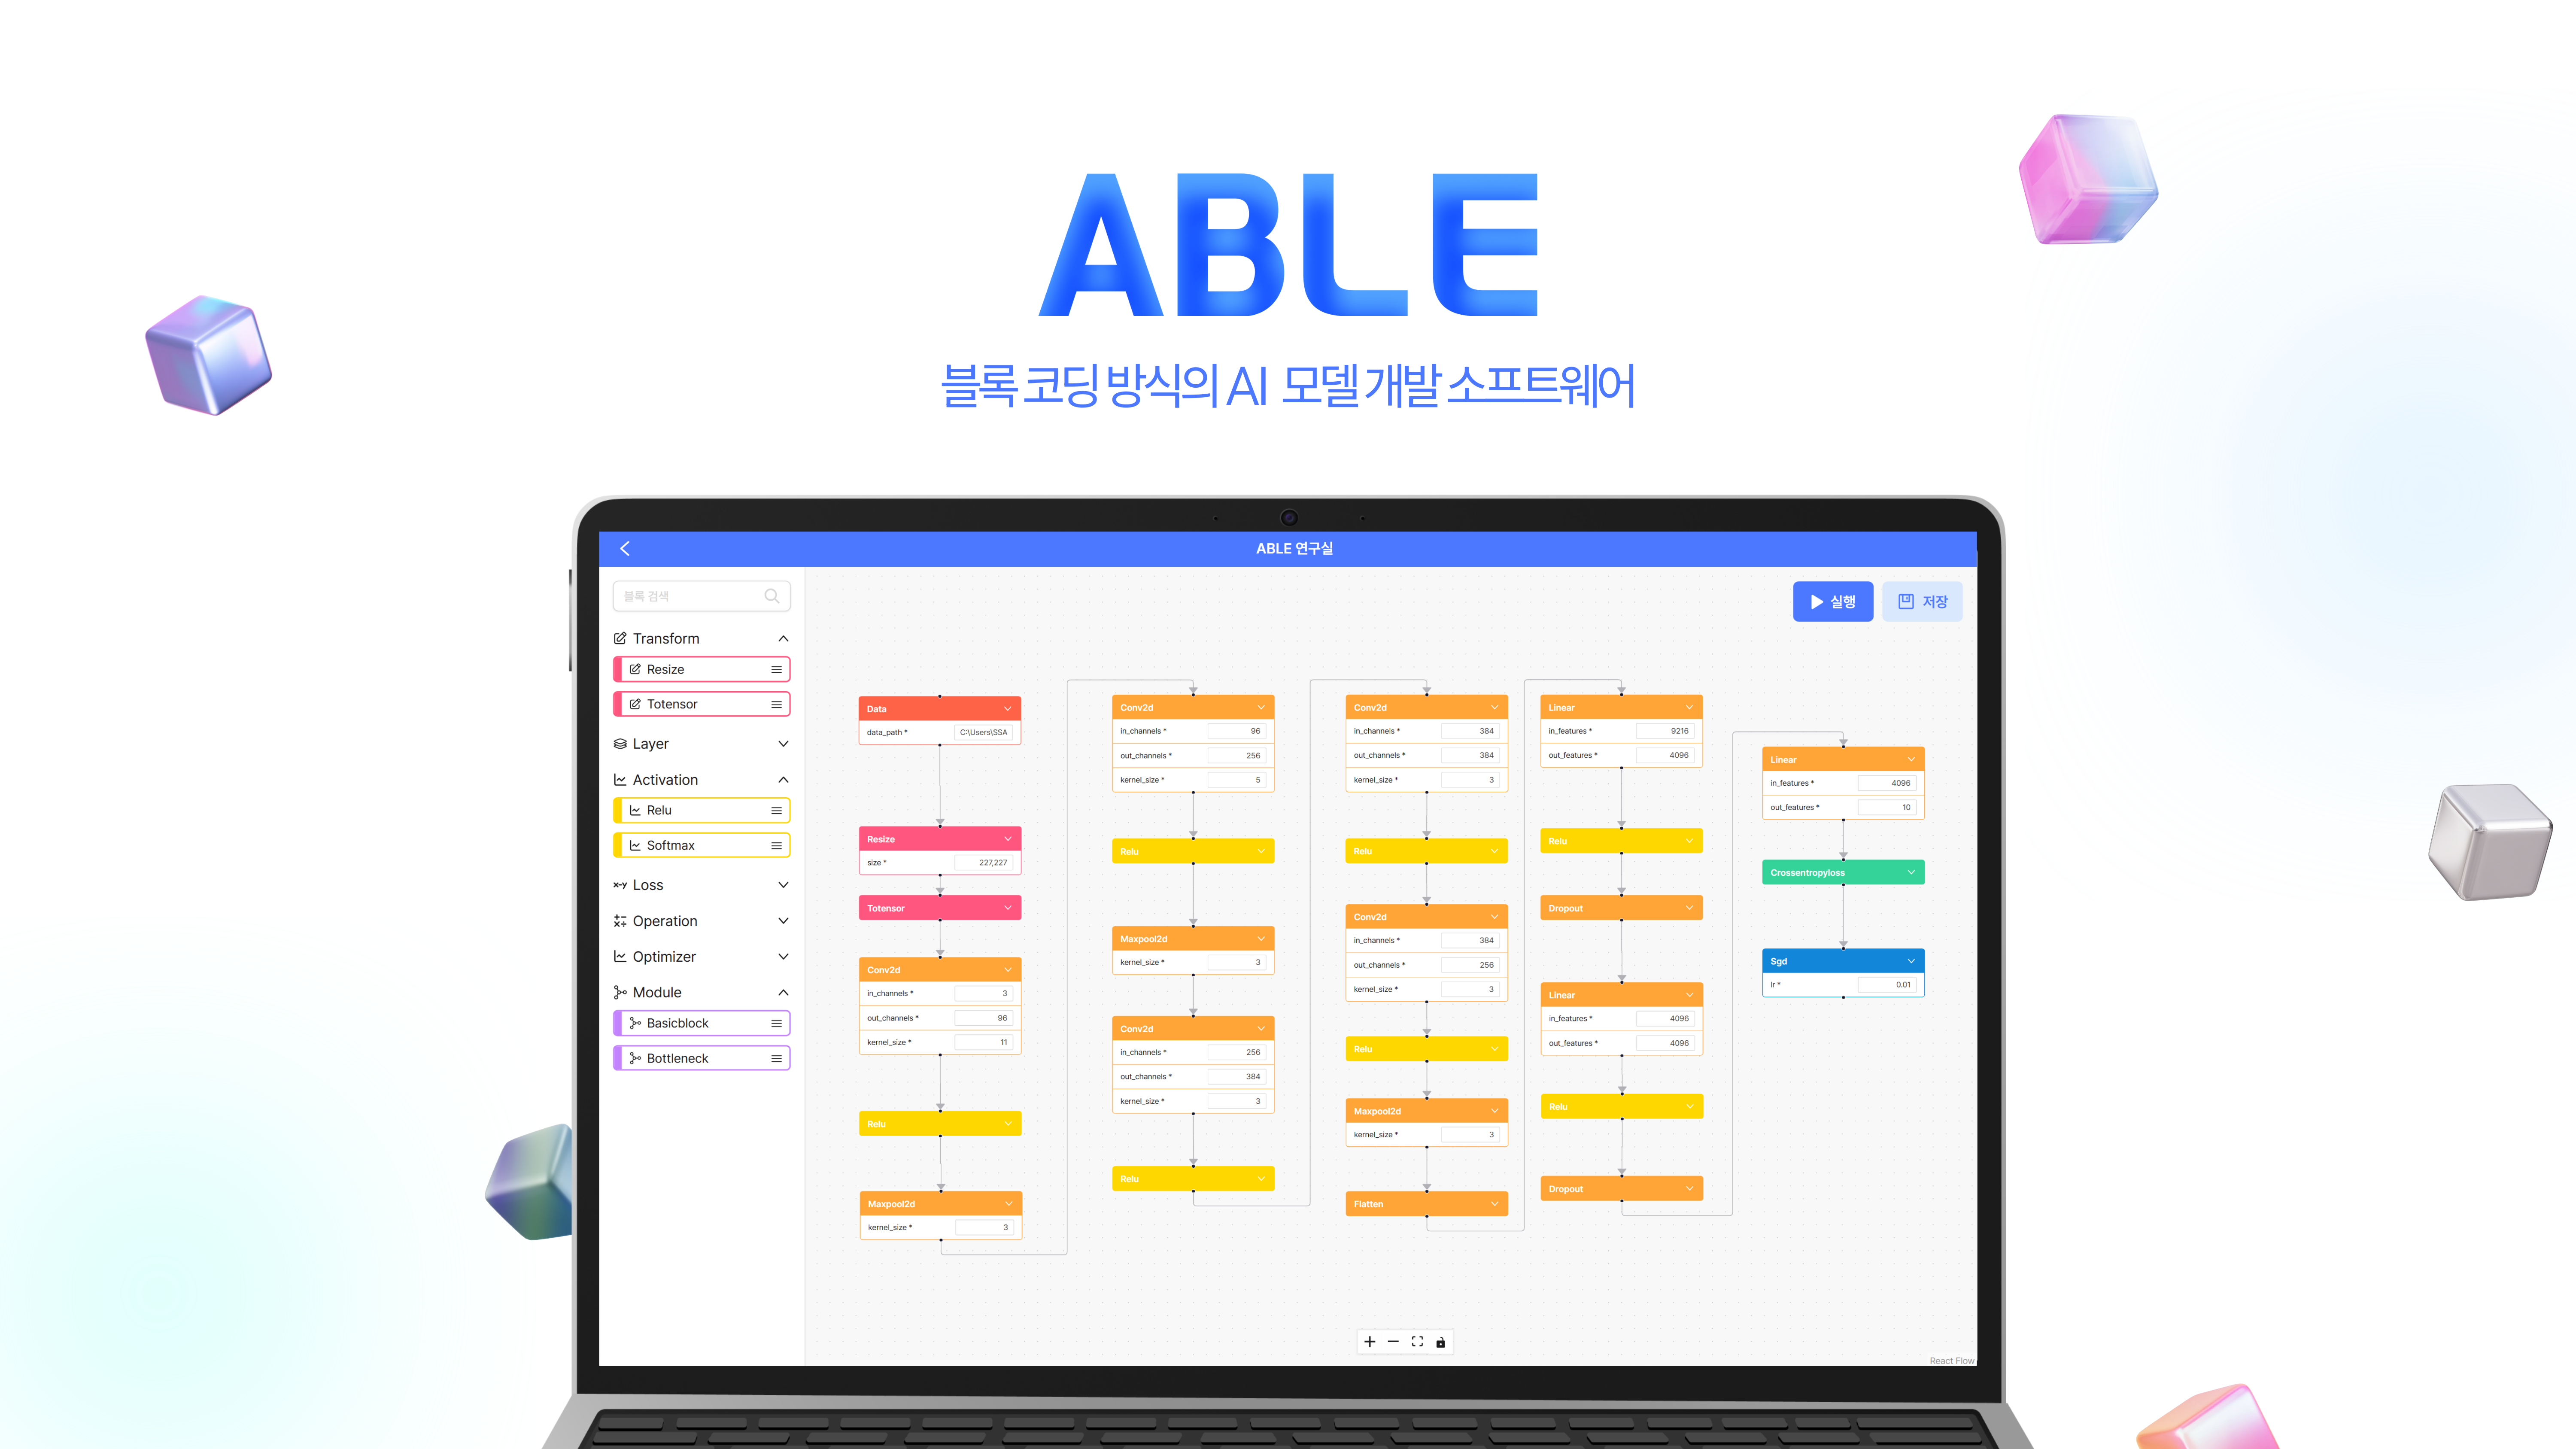 ABLE
블록 코딩 방식의 AI 모델 개발 소프트웨어
ABLE 연구실
블록 검색
Transform
Resize
Totensor
Layer
Activation
Relu
Softmax
Loss
Operation
Optimizer
Module
Basicblock
Bottleneck
실행
저장
Data
data_path *
C:\Users\SSA
Resize
size *
227,227
Totensor
Conv2d
in_channels *
3
out_channels *
96
kernel_size *
11
Relu
Maxpool2d
kernel_size *
3
Conv2d
in_channels *
96
out_channels *
256
kernel_size *
5
Relu
Maxpool2d
kernel_size *
3
Conv2d
in_channels *
256
out_channels *
384
kernel_size *
3
Relu
Conv2d
in_channels *
384
out_channels *
384
kernel_size *
3
Relu
Conv2d
in_channels *
384
out_channels *
256
kernel_size *
3
Relu
Maxpool2d
kernel_size *
3
Flatten
Linear
in_features *
9216
out_features *
4096
Relu
Dropout
Linear
in_features *
4096
out_features *
4096
Relu
Dropout
Linear
in_features *
4096
out_features *
10
Crossentropyloss
Sgd
lr *
0.01
React Flow